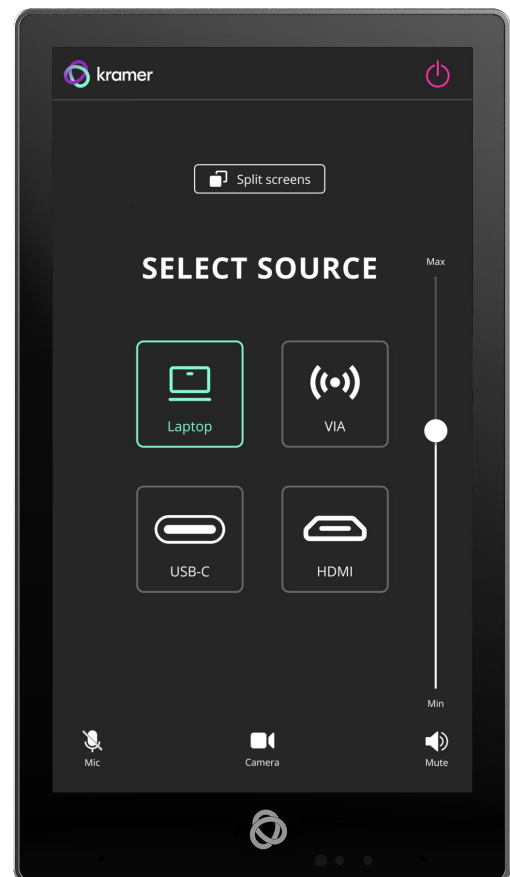 kramer
Split screens
SELECT SOURCE
Max
Laptop
VIA
USB-C
HDMI
Min
Mic
Camera
Mute